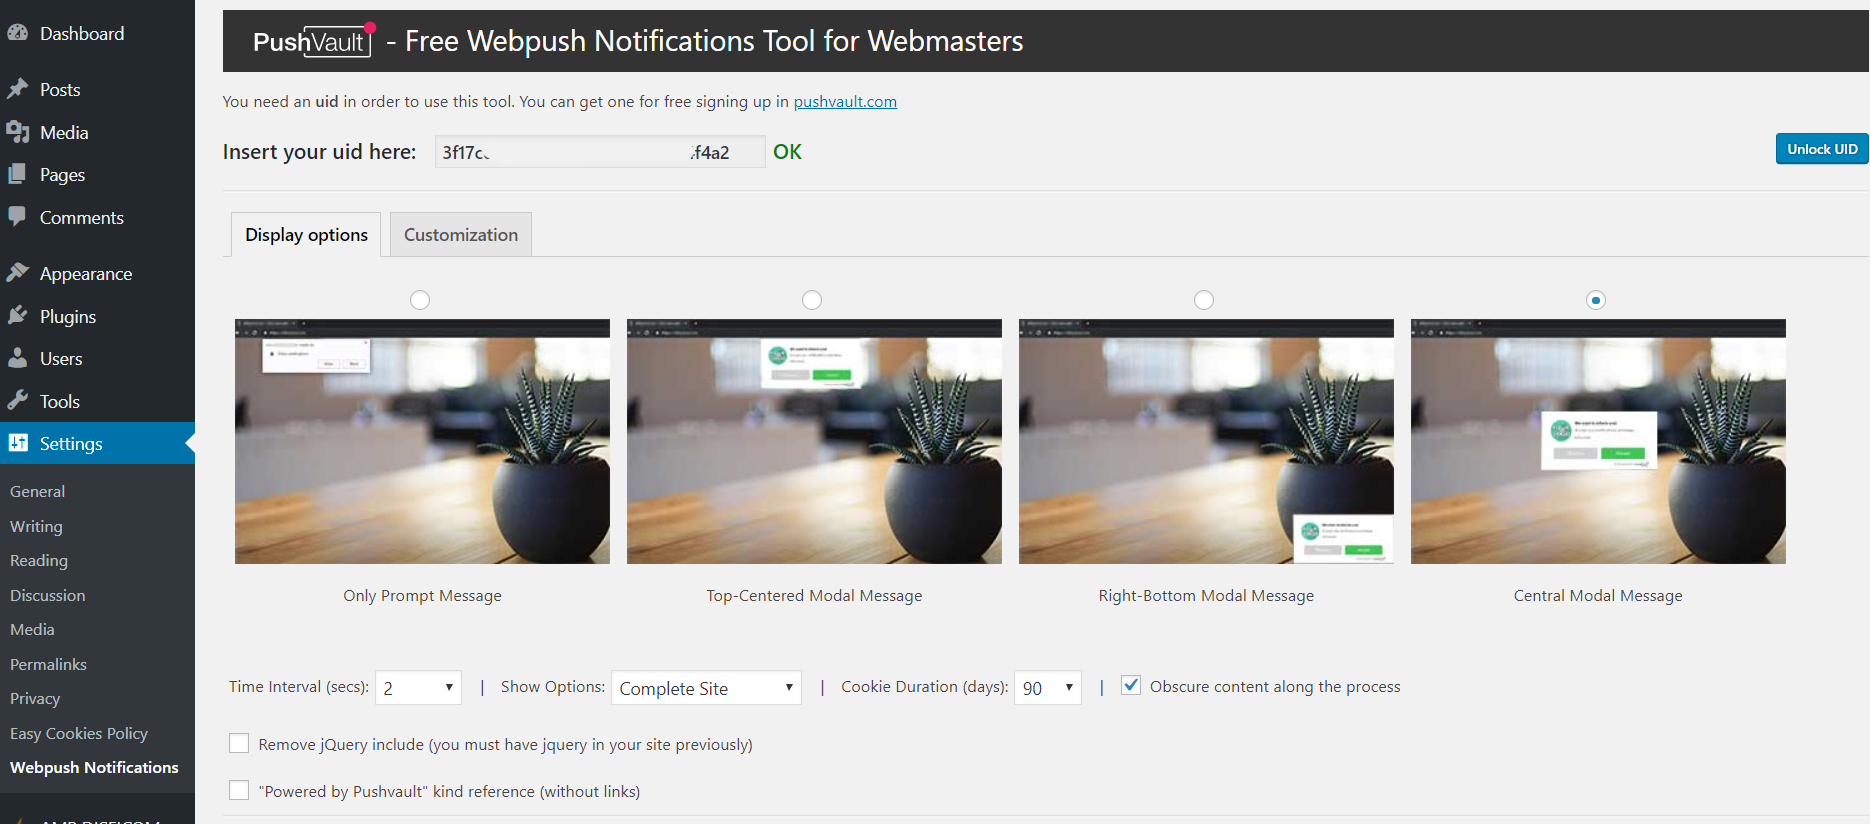 Dashboard
Posts
Media
Pages
Comments
Appearance
Plugins
Users
Tools
Settings
General
Writing
Reading
Discussion
Media
Permalinks
Privacy
Easy Cookies Policy
Webpush Notifications
PushVault - Free Webpush Notifications Tool for Webmasters
You need an uid in order to use this tool. You can get one for free signing up in pushvault.com
Insert your uid here: 3f17c f4a2 OK
Unlock UID
Display options Customization
Only Prompt Message Top-Centered Modal Message Right-Bottom Modal Message Central Modal Message
Time Interval (secs): 2 | Show Options: Complete Site | Cookie Duration (days): 90 | Obscure content along the process
Remove jQuery include (you must have jquery in your site previously)
"Powered by Pushvault" kind reference (without links)